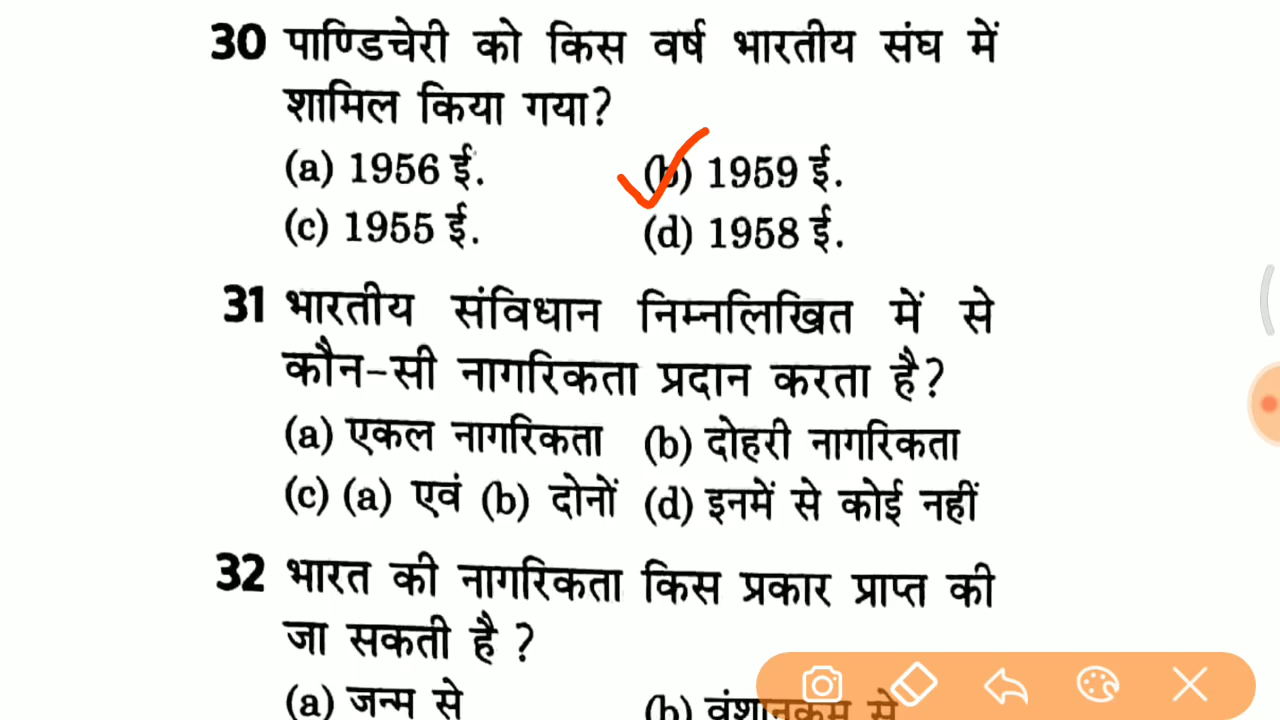 30 पाण्डिचेरी को किस वर्ष भारतीय संघ में
शामिल किया गया?
(a) 1956 ई. (b) 1959 ई.
(c) 1955 ई. (d) 1958 ई.
31 भारतीय संविधान निम्नलिखित में से
कौन-सी नागरिकता प्रदान करता है?
(a) एकल नागरिकता (b) दोहरी नागरिकता
(c) (a) एवं (b) दोनों (d) इनमें से कोई नहीं
32 भारत की नागरिकता किस प्रकार प्राप्त की
जा सकती है ?
(a) जन्म से (b) वंशानुक्रम से